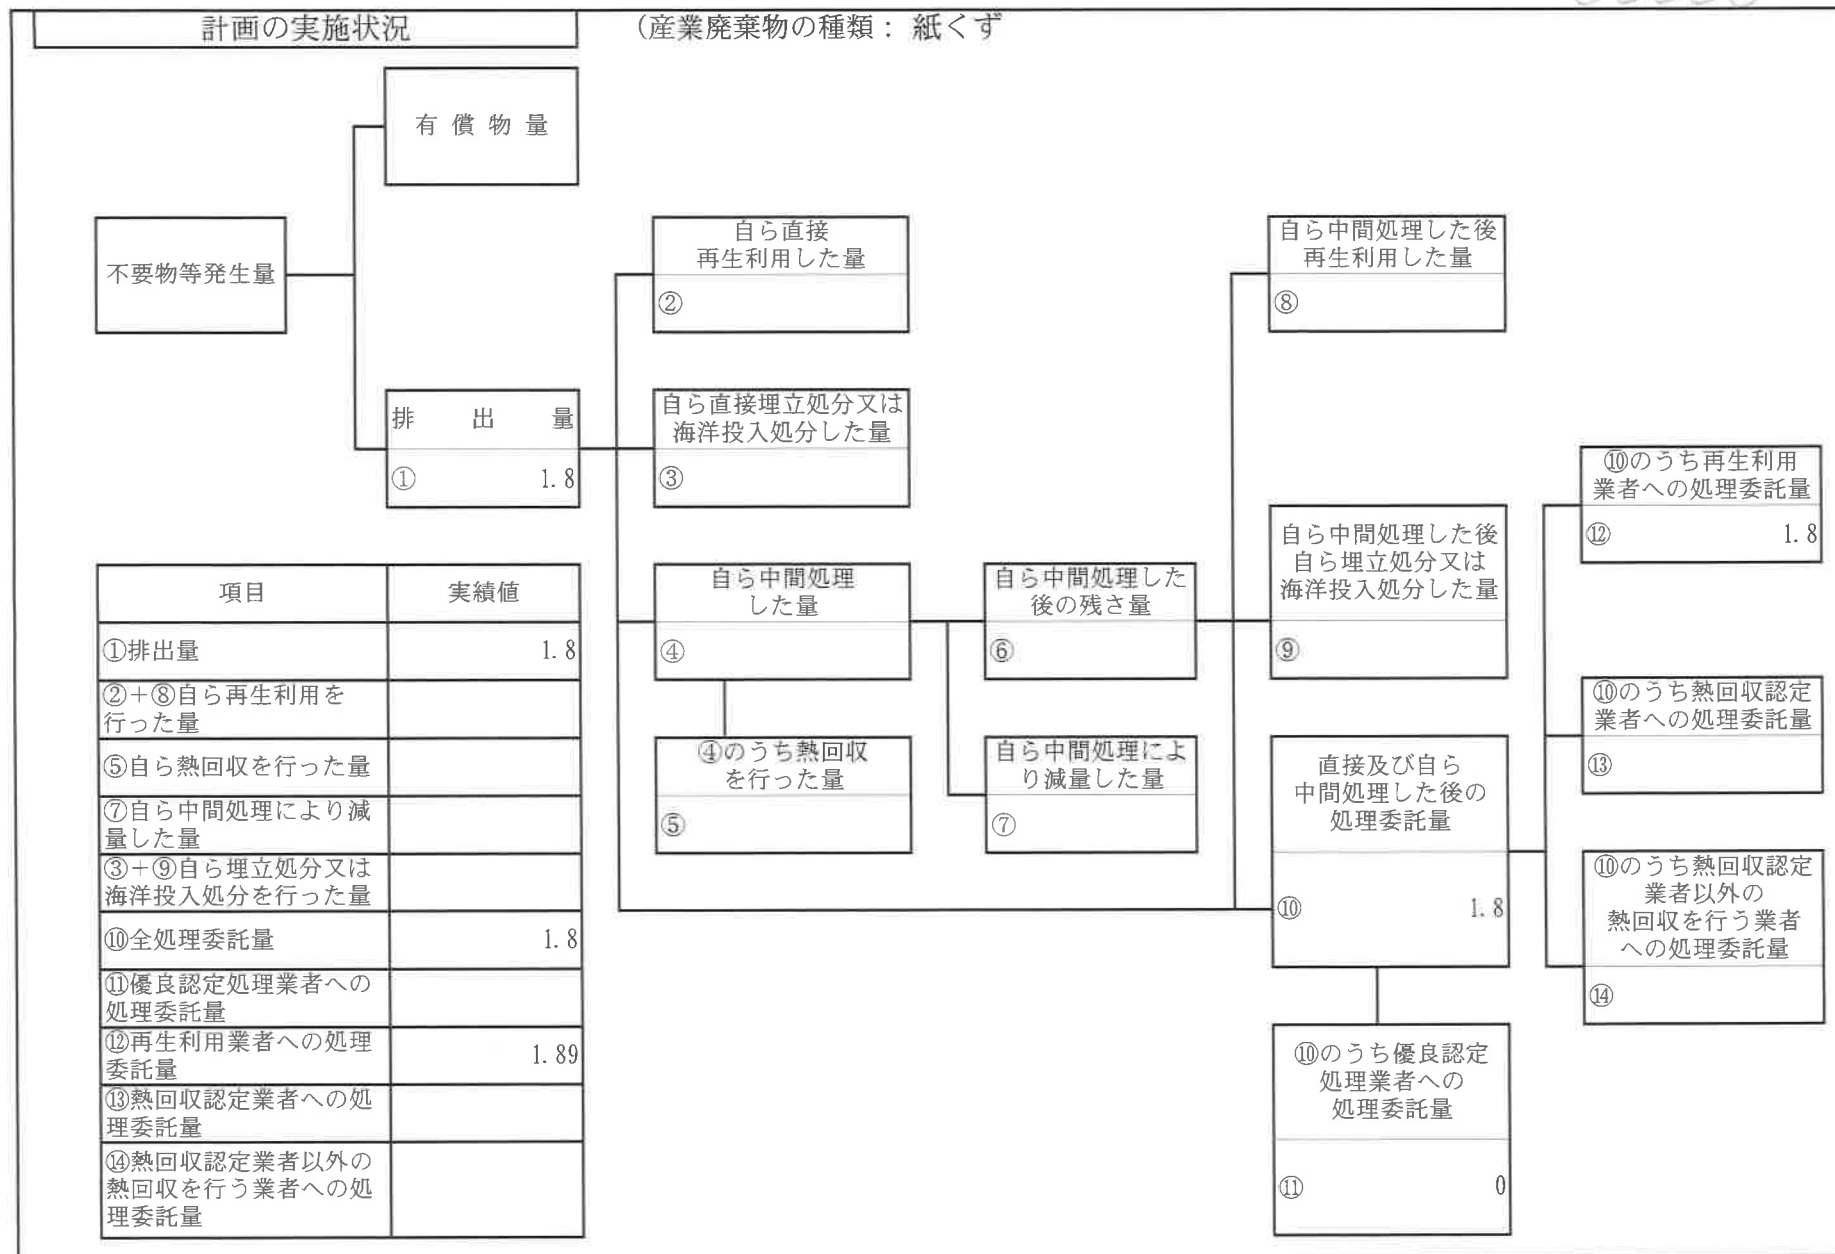 計画の実施状況
(産業廃棄物の種類：紙くず
有償物量
不要物等発生量
排出量
① 1.8
自ら直接
再生利用した量
②
自ら直接埋立処分又は
海洋投入処分した量
③
自ら中間処理
した量
④
④のうち熱回収
を行った量
⑤
自ら中間処理した
後の残さ量
⑥
自ら中間処理によ
り減量した量
⑦
自ら中間処理した後
再生利用した量
⑧
自ら中間処理した後
自ら埋立処分又は
海洋投入処分した量
⑨
直接及び自ら
中間処理した後の
処理委託量
⑩ 1.8
⑩のうち優良認定
処理業者への
処理委託量
⑪ 0
⑩のうち再生利用
業者への処理委託量
⑫ 1.8
⑩のうち熱回収認定
業者への処理委託量
⑬
⑩のうち熱回収認定
業者以外の
熱回収を行う業者
への処理委託量
⑭
項目 実績値
①排出量 1.8
②＋⑧自ら再生利用を
行った量
⑤自ら熱回収を行った量
⑦自ら中間処理により減
量した量
③＋⑨自ら埋立処分又は
海洋投入処分を行った量
⑩全処理委託量 1.8
⑪優良認定処理業者への
処理委託量
⑫再生利用業者への処理
委託量 1.89
⑬熱回収認定業者への処
理委託量
⑭熱回収認定業者以外の
熱回収を行う業者への処
理委託量